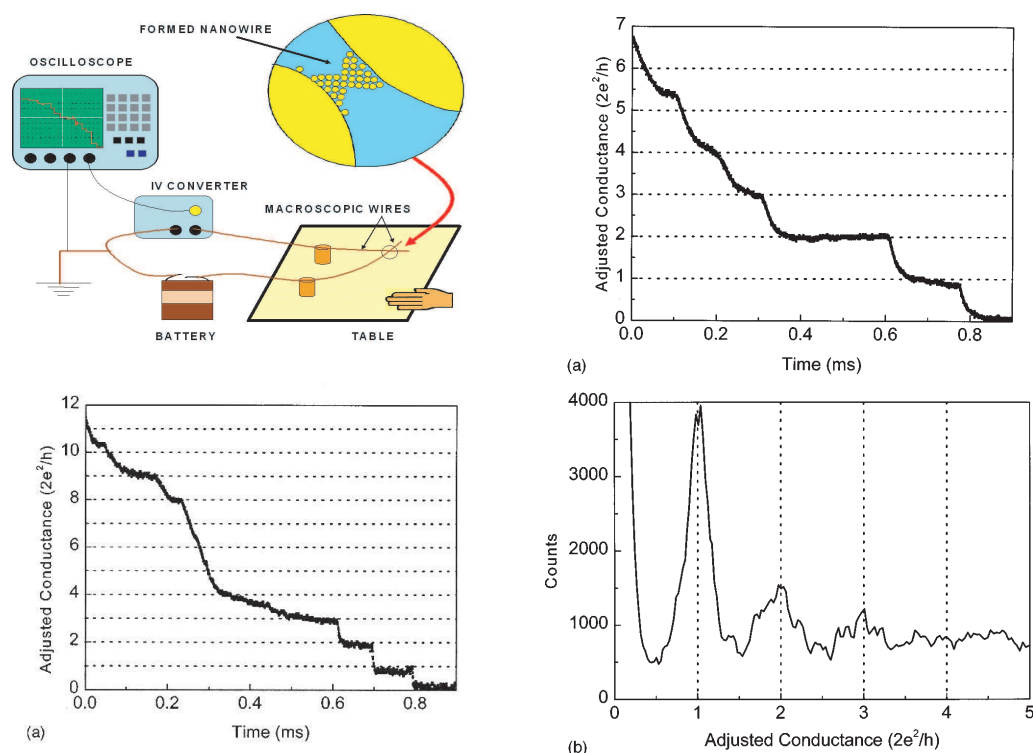 FORMED NANOWIRE
OSCILLOSCOPE
IV CONVERTER
MACROSCOPIC WIRES
BATTERY
TABLE
7
6
5
4
3
2
1
0
Adjusted Conductance (2e²/h)
0.0
0.2
0.4
0.6
0.8
(a)
Time (ms)
12
10
8
6
4
2
0
Adjusted Conductance (2e²/h)
0.0
0.2
0.4
0.6
0.8
(a)
Time (ms)
4000
3000
2000
1000
0
Counts
0
1
2
3
4
5
(b)
Adjusted Conductance (2e²/h)